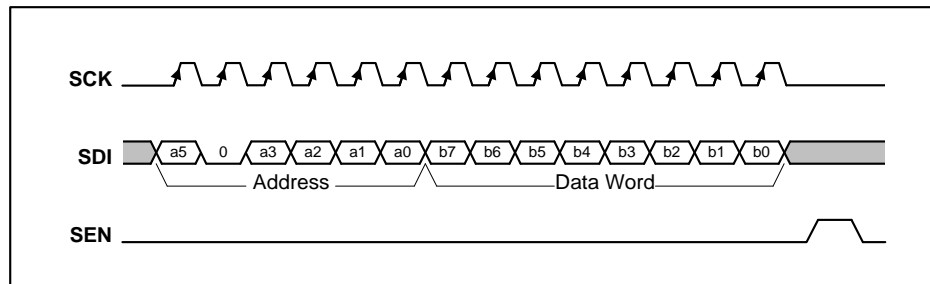 SCK
SDI a5 0 a3 a2 a1 a0 b7 b6 b5 b4 b3 b2 b1 b0
Address Data Word
SEN